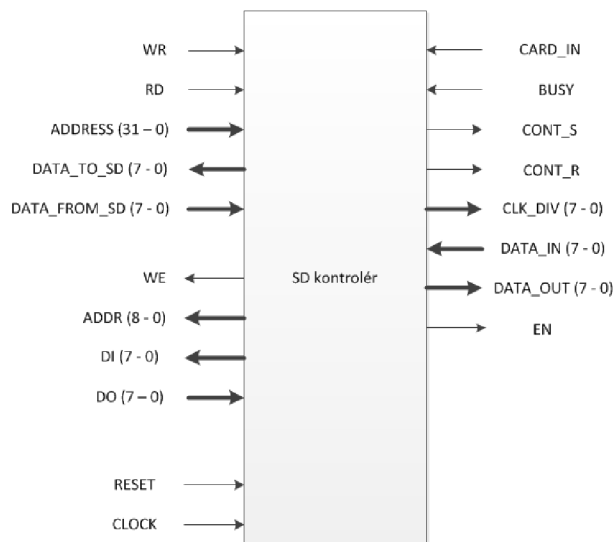 WR
RD
ADDRESS (31 – 0)
DATA_TO_SD (7 - 0)
DATA_FROM_SD (7 - 0)
WE
ADDR (8 - 0)
DI (7 - 0)
DO (7 – 0)
RESET
CLOCK
SD kontrolér
CARD_IN
BUSY
CONT_S
CONT_R
CLK_DIV (7 - 0)
DATA_IN (7 - 0)
DATA_OUT (7 - 0)
EN